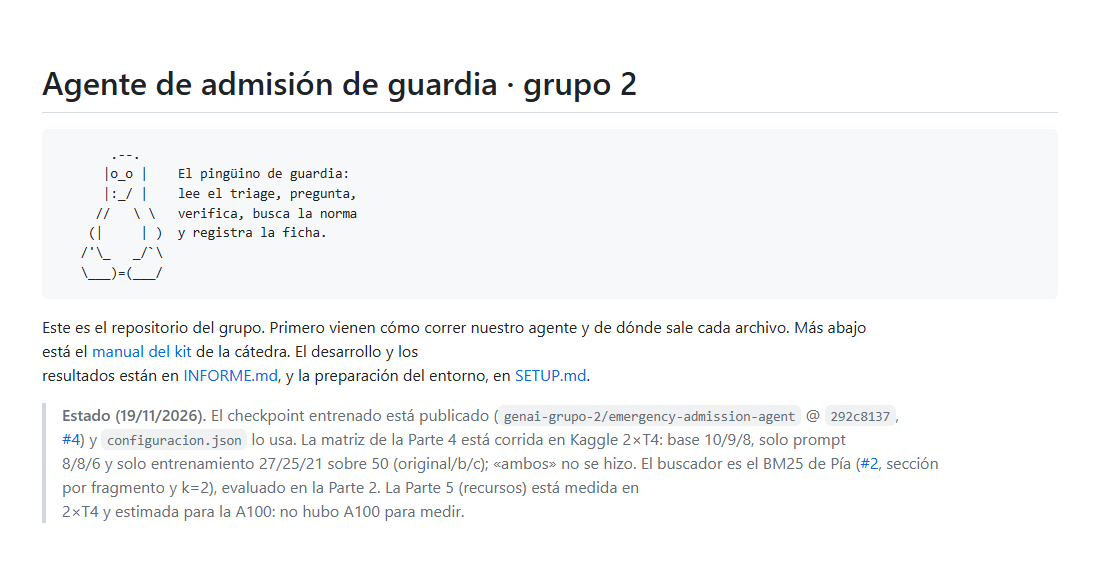 Agente de admisión de guardia · grupo 2
   .--.
  |o_o |    El pingüino de guardia:
  |:_/ |    lee el triage, pregunta,
 //   \ \   verifica, busca la norma
(|     | )  y registra la ficha.
/'\_   _/`\
\___)=(___/
Este es el repositorio del grupo. Primero vienen cómo correr nuestro agente y de dónde sale cada archivo. Más abajo
está el manual del kit de la cátedra. El desarrollo y los
resultados están en INFORME.md, y la preparación del entorno, en SETUP.md.
Estado (19/11/2026). El checkpoint entrenado está publicado ( genai-grupo-2/emergency-admission-agent @ 292c8137 ,
#4) y configuracion.json lo usa. La matriz de la Parte 4 está corrida en Kaggle 2×T4: base 10/9/8, solo prompt
8/8/6 y solo entrenamiento 27/25/21 sobre 50 (original/b/c); «ambos» no se hizo. El buscador es el BM25 de Pía (#2, sección
por fragmento y k=2), evaluado en la Parte 2. La Parte 5 (recursos) está medida en
2×T4 y estimada para la A100: no hubo A100 para medir.